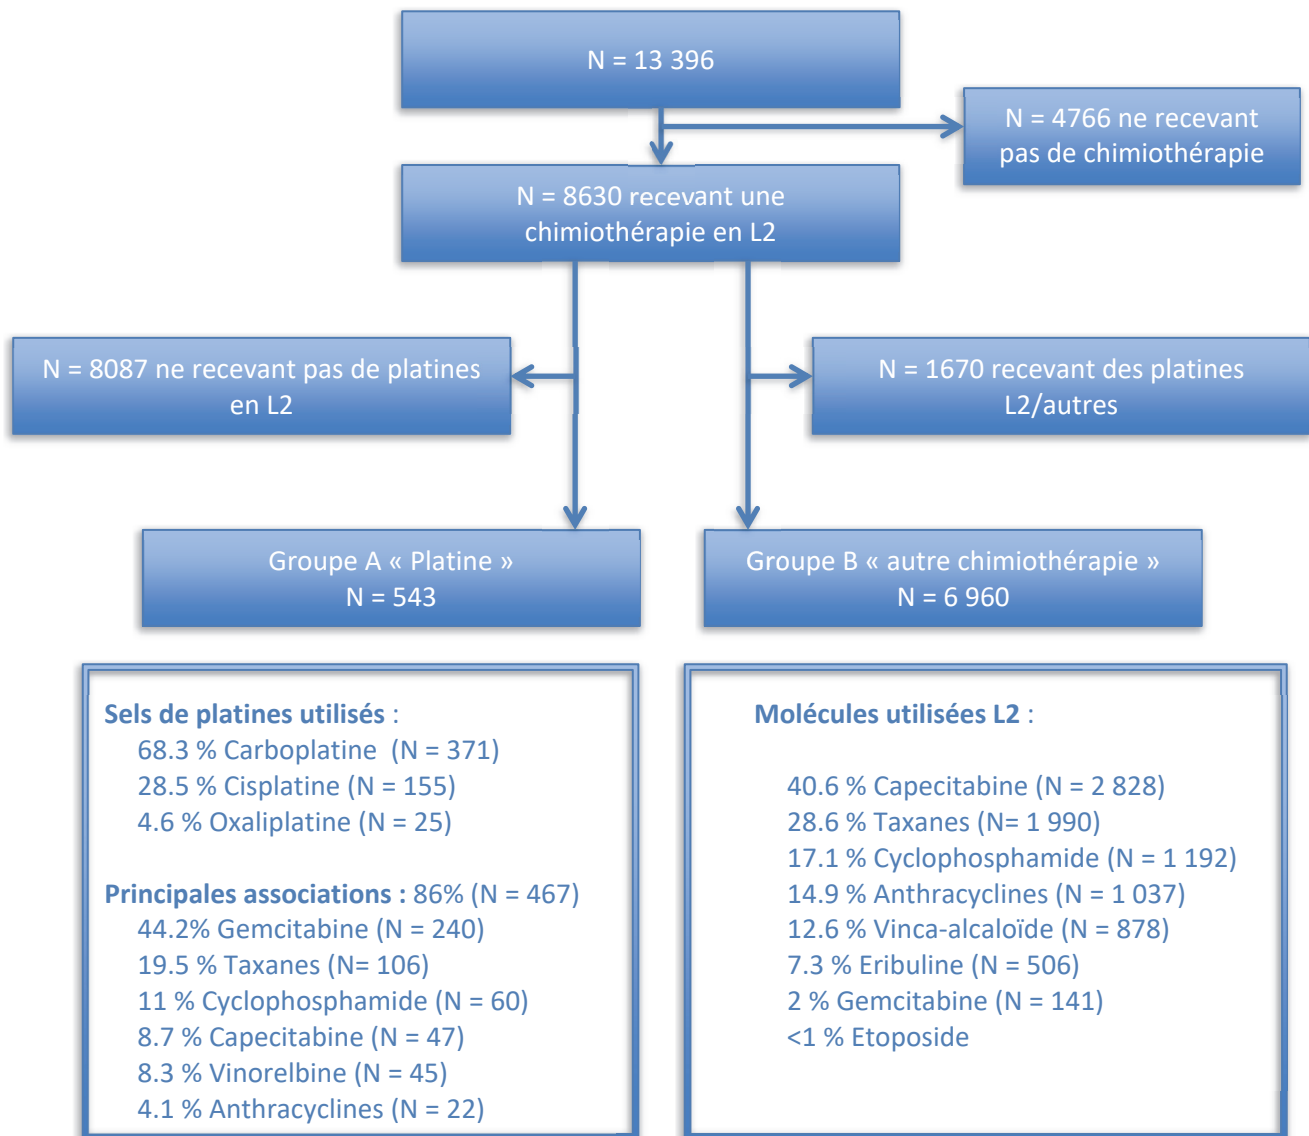 N = 13 396
N = 4766 ne recevant
pas de chimiothérapie
N = 8630 recevant une
chimiothérapie en L2
N = 8087 ne recevant pas de platines
en L2
N = 1670 recevant des platines
L2/autres
Groupe A « Platine »
N = 543
Groupe B « autre chimiothérapie »
N = 6 960
Sels de platines utilisés :
68.3 % Carboplatine (N = 371)
28.5 % Cisplatine (N = 155)
4.6 % Oxaliplatine (N = 25)
Principales associations : 86% (N = 467)
44.2% Gemcitabine (N = 240)
19.5 % Taxanes (N= 106)
11 % Cyclophosphamide (N = 60)
8.7 % Capecitabine (N = 47)
8.3 % Vinorelbine (N = 45)
4.1 % Anthracyclines (N = 22)
Molécules utilisées L2 :
40.6 % Capecitabine (N = 2 828)
28.6 % Taxanes (N= 1 990)
17.1 % Cyclophosphamide (N = 1 192)
14.9 % Anthracyclines (N = 1 037)
12.6 % Vinca-alcaloïde (N = 878)
7.3 % Eribuline (N = 506)
2 % Gemcitabine (N = 141)
<1 % Etoposide